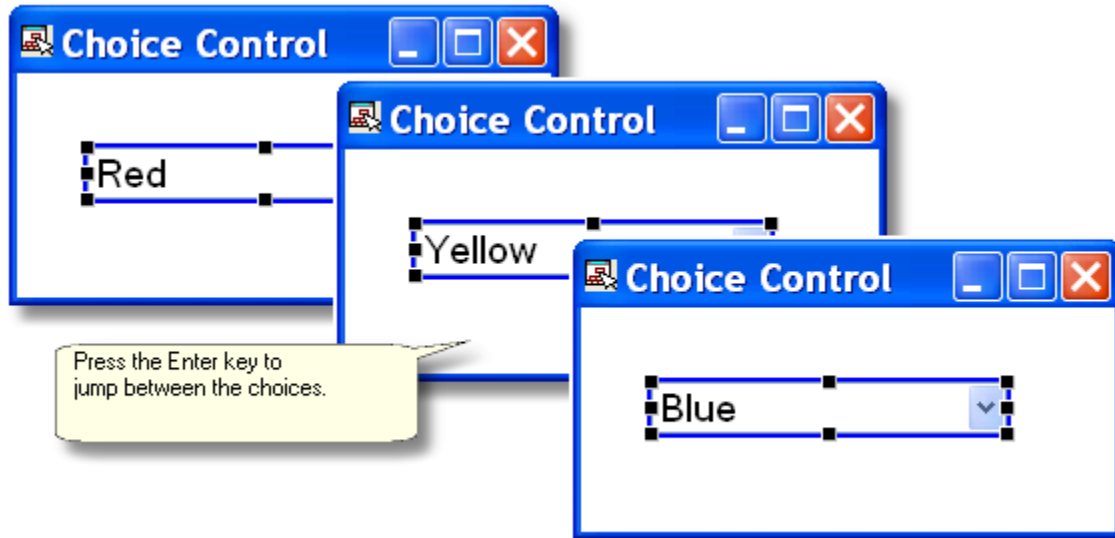 Choice Control
Red
Choice Control
Yellow
Press the Enter key to
jump between the choices.
Choice Control
Blue